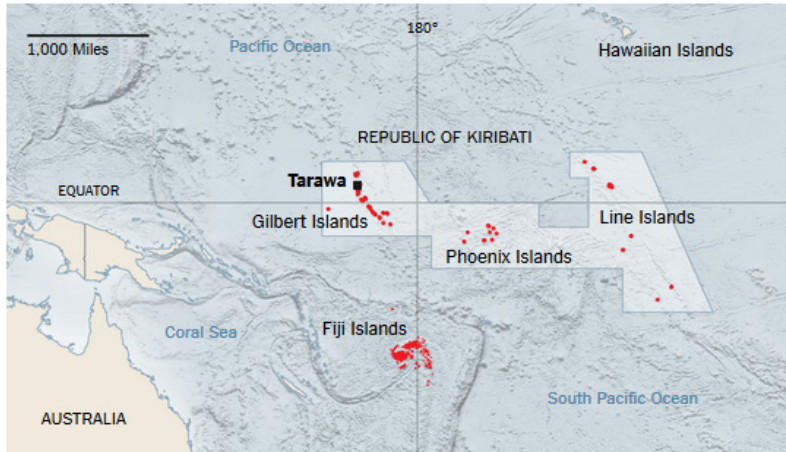 180°
1,000 Miles
Pacific Ocean
Hawaiian Islands
REPUBLIC OF KIRIBATI
Tarawa
EQUATOR
Gilbert Islands
Line Islands
Phoenix Islands
Fiji Islands
Coral Sea
South Pacific Ocean
AUSTRALIA